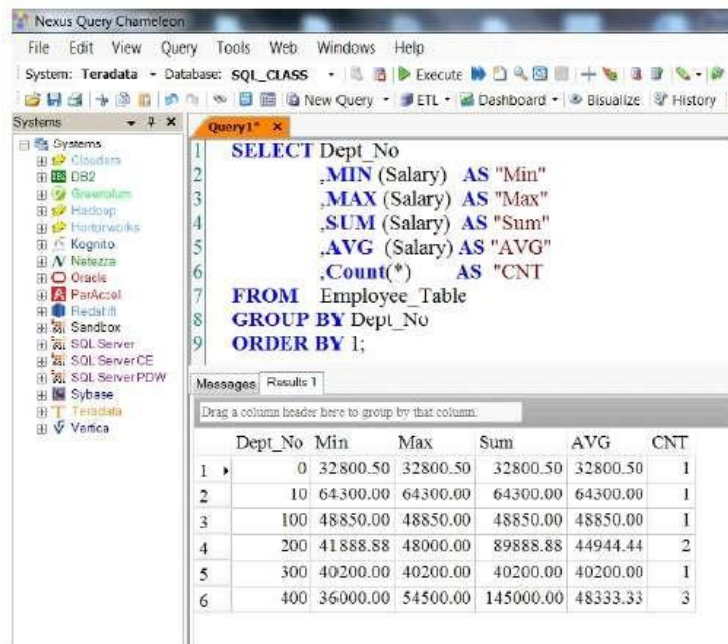 Nexus Query Chameleon
File Edit View Query Tools Web Windows Help
System: Teradata Database: SQL_CLASS Execute
New Query ETL Dashboard Bisualize History
Systems
Systems
Cloudera
DB2
Greenplum
Hadoop
Hortonworks
Kognito
Netezza
Oracle
ParAccel
Redshift
Sandbox
SQL Server
SQL Server CE
SQL Server PDW
Sybase
Teradata
Vertica
Query1* ×
1 SELECT Dept_No
2 ,MIN (Salary) AS "Min"
3 ,MAX (Salary) AS "Max"
4 ,SUM (Salary) AS "Sum"
5 ,AVG (Salary) AS "AVG"
6 ,Count(*) AS "CNT
7 FROM Employee_Table
8 GROUP BY Dept_No
9 ORDER BY 1;
Messages Results 1
Drag a column header here to group by that column.
Dept_No Min Max Sum AVG CNT
1 0 32800.50 32800.50 32800.50 32800.50 1
2 10 64300.00 64300.00 64300.00 64300.00 1
3 100 48850.00 48850.00 48850.00 48850.00 1
4 200 41888.88 48000.00 89888.88 44944.44 2
5 300 40200.00 40200.00 40200.00 40200.00 1
6 400 36000.00 54500.00 145000.00 48333.33 3